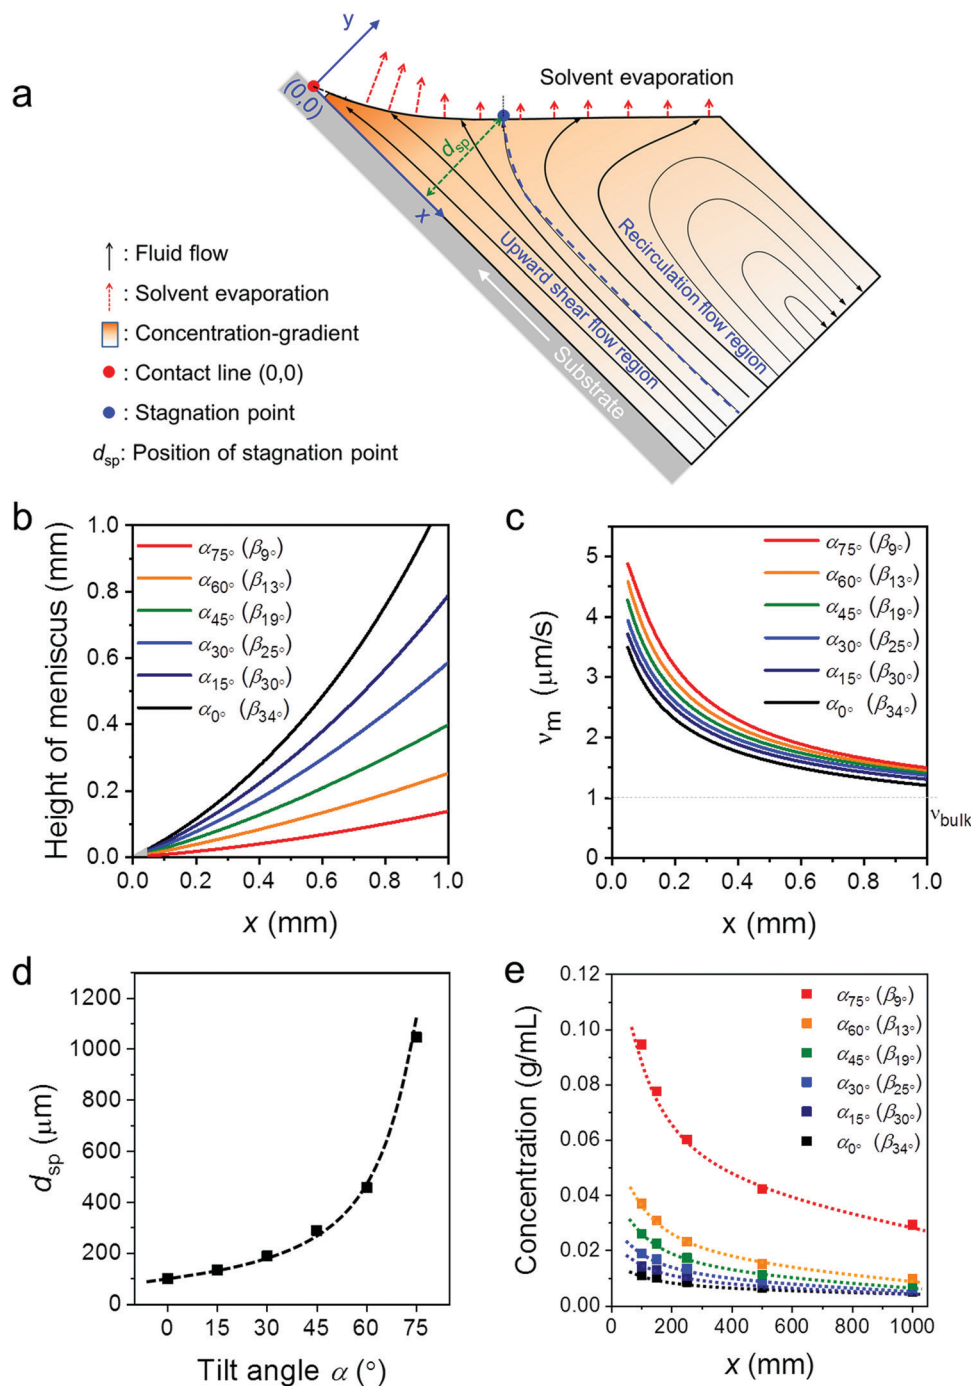 a
y
(0,0)
Solvent evaporation
d_sp
x
Upward shear flow region
Recirculation flow region
Substrate
: Fluid flow
: Solvent evaporation
: Concentration-gradient
: Contact line (0,0)
: Stagnation point
d_sp: Position of stagnation point
b
Height of meniscus (mm)
1.0
0.8
0.6
0.4
0.2
0.0
α75° (β9°)
α60° (β13°)
α45° (β19°)
α30° (β25°)
α15° (β30°)
α0° (β34°)
0.0 0.2 0.4 0.6 0.8 1.0
x (mm)
c
ν_m (μm/s)
5
4
3
2
1
0
α75° (β9°)
α60° (β13°)
α45° (β19°)
α30° (β25°)
α15° (β30°)
α0° (β34°)
ν_bulk
0.0 0.2 0.4 0.6 0.8 1.0
x (mm)
d
d_sp (μm)
1200
1000
800
600
400
200
0
0 15 30 45 60 75
Tilt angle α (°)
e
Concentration (g/mL)
0.12
0.10
0.08
0.06
0.04
0.02
0.00
α75° (β9°)
α60° (β13°)
α45° (β19°)
α30° (β25°)
α15° (β30°)
α0° (β34°)
0 200 400 600 800 1000
x (mm)